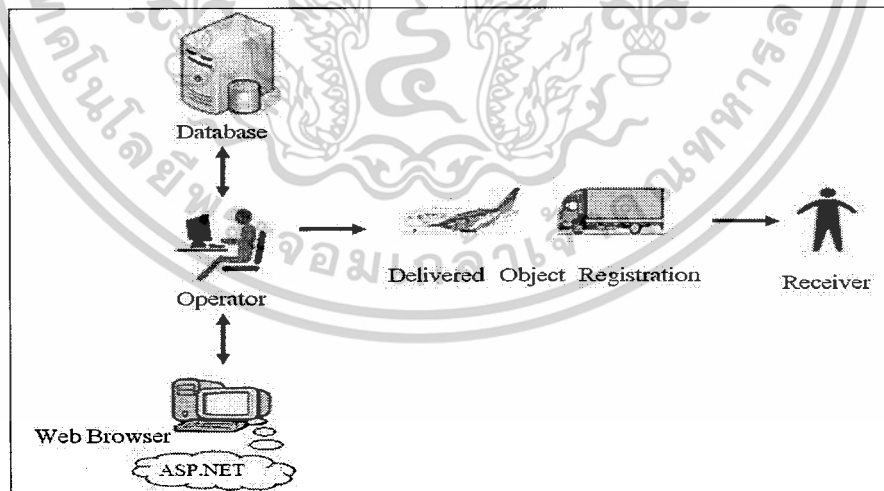 Database
Operator
Delivered Object Registration
Receiver
Web Browser
ASP.NET